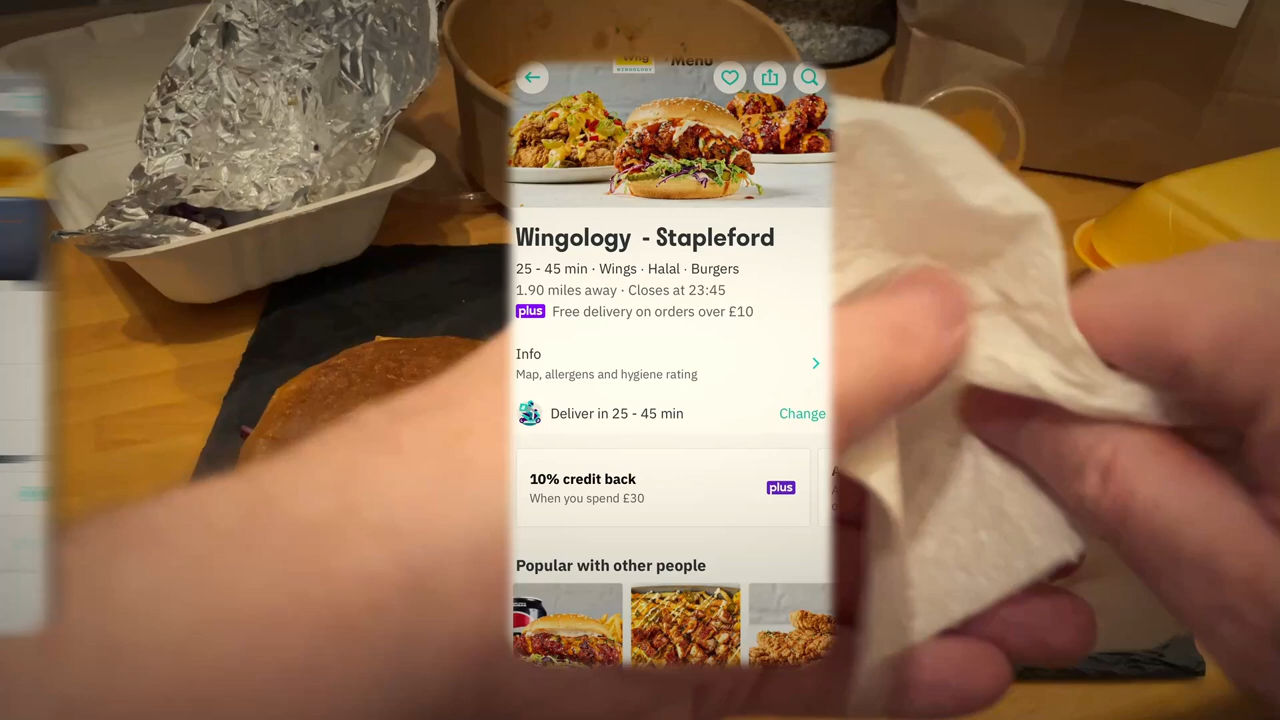 Menu
WINGOLOGY
Wingology - Stapleford
25 - 45 min · Wings · Halal · Burgers
1.90 miles away · Closes at 23:45
plus Free delivery on orders over £10
Info
Map, allergens and hygiene rating
Deliver in 25 - 45 min
Change
10% credit back
When you spend £30
plus
Popular with other people